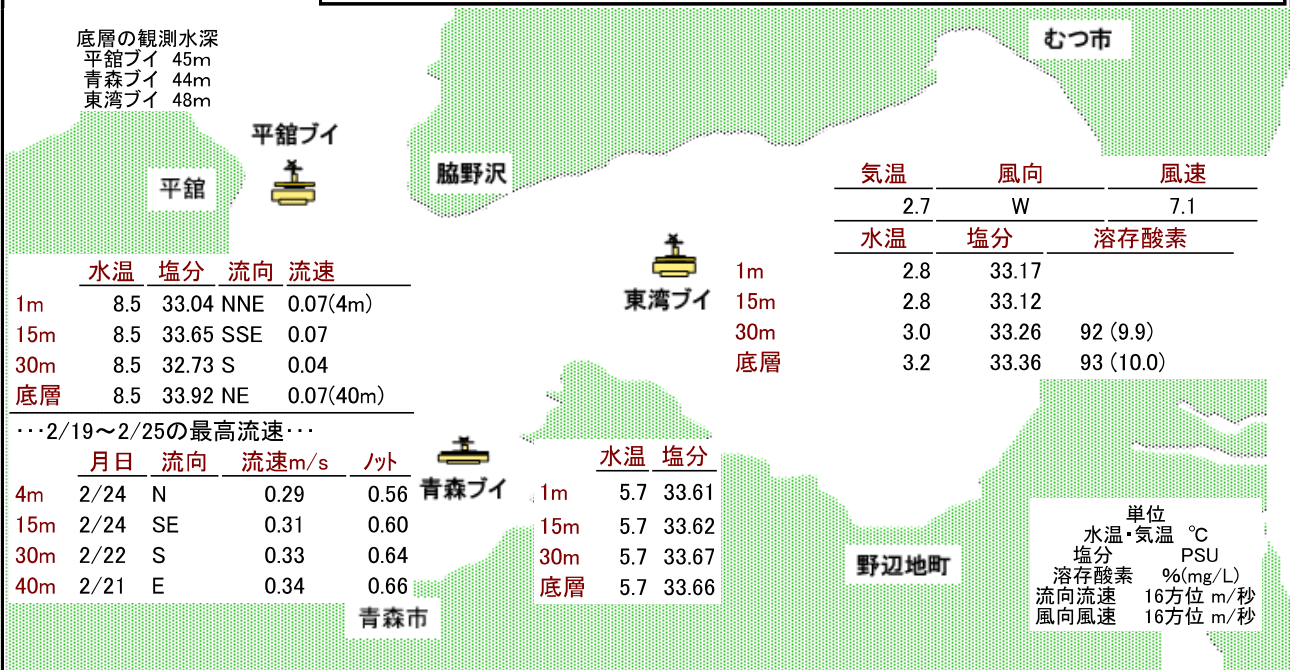 底層の観測水深
平舘ブイ 45m
青森ブイ 44m
東湾ブイ 48m
むつ市
平舘ブイ
平舘
脇野沢
気温 風向 風速
2.7 W 7.1
水温 塩分 溶存酸素
1m 2.8 33.17
15m 2.8 33.12
30m 3.0 33.26 92 (9.9)
底層 3.2 33.36 93 (10.0)
東湾ブイ
水温 塩分 流向 流速
1m 8.5 33.04 NNE 0.07(4m)
15m 8.5 33.65 SSE 0.07
30m 8.5 32.73 S 0.04
底層 8.5 33.92 NE 0.07(40m)
･･･2/19～2/25の最高流速･･･
月日 流向 流速m/s ノット
4m 2/24 N 0.29 0.56
15m 2/24 SE 0.31 0.60
30m 2/22 S 0.33 0.64
40m 2/21 E 0.34 0.66
青森ブイ
水温 塩分
1m 5.7 33.61
15m 5.7 33.62
30m 5.7 33.67
底層 5.7 33.66
青森市
野辺地町
単位
水温・気温 ℃
塩分 PSU
溶存酸素 %(mg/L)
流向流速 16方位 m/秒
風向風速 16方位 m/秒